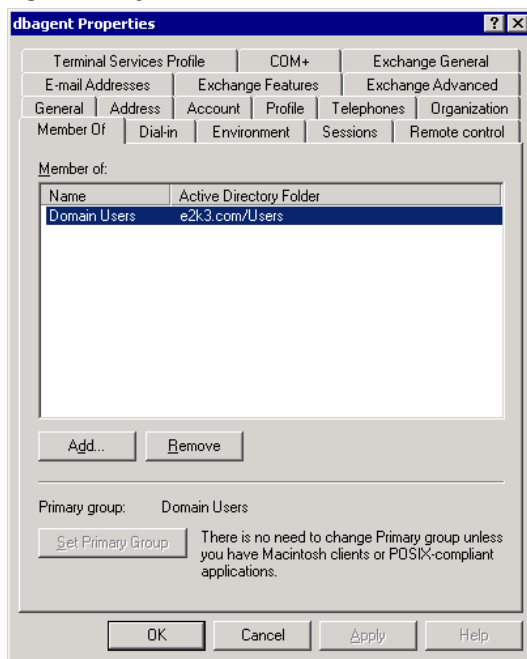 dbagent Properties
Terminal Services Profile COM+ Exchange General
E-mail Addresses Exchange Features Exchange Advanced
General Address Account Profile Telephones Organization
Member Of Dial-in Environment Sessions Remote control
Member of:
Name Active Directory Folder
Domain Users e2k3.com/Users
Add... Remove
Primary group: Domain Users
Set Primary Group There is no need to change Primary group unless
you have Macintosh clients or POSIX-compliant
applications.
OK Cancel Apply Help